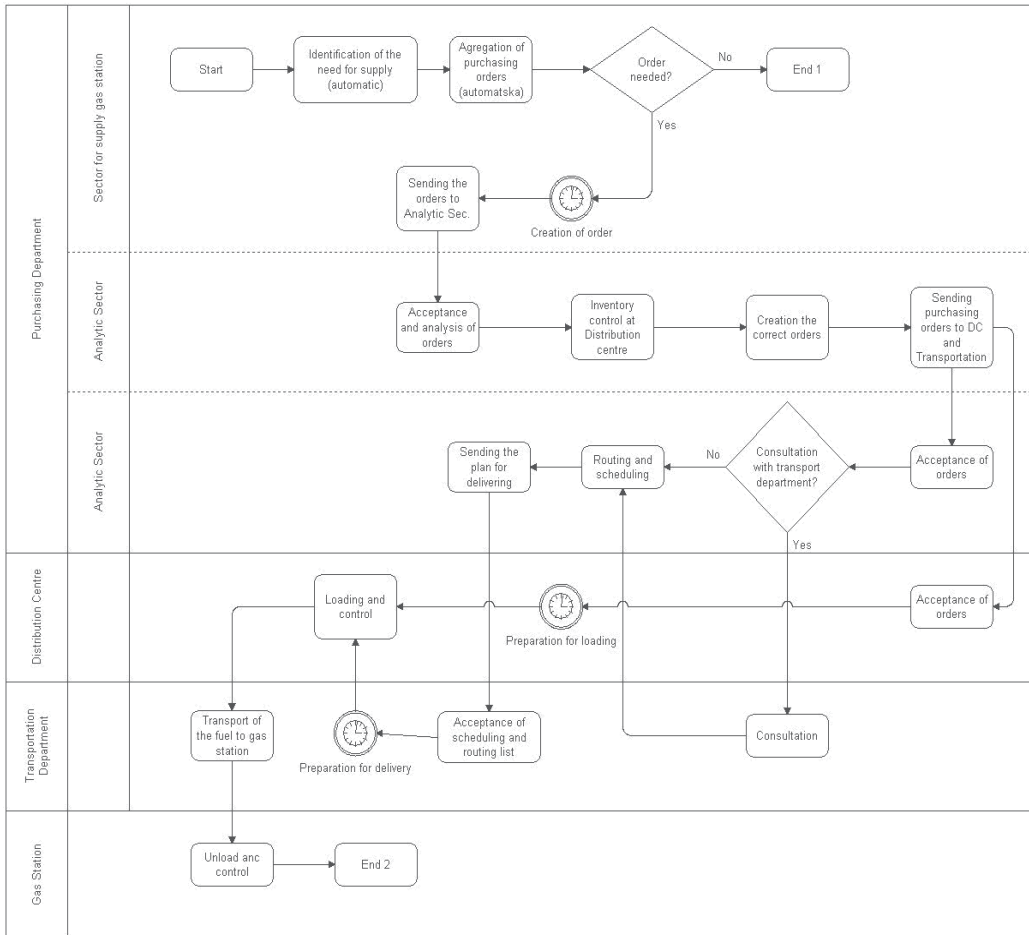 Purchasing Department
Sector for supply gas station
Start
Identification of the
need for supply
(automatic)
Agregation of
purchasing
orders
(automatska)
Order
needed?
No
End 1
Yes
Sending the
orders to
Analytic Sec.
Creation of order
Analytic Sector
Acceptance
and analysis of
orders
Inventory
control at
Distribution
centre
Creation the
correct orders
Sending
purchasing
orders to DC
and
Transportation
Analytic Sector
Sending the
plan for
delivering
Routing and
scheduling
No
Consultation
with transport
department?
Acceptance of
orders
Yes
Distribution Centre
Loading and
control
Preparation for loading
Acceptance of
orders
Transportation
Department
Transport of
the fuel to gas
station
Preparation for delivery
Acceptance of
scheduling and
routing list
Consultation
Gas Station
Unload anc
control
End 2